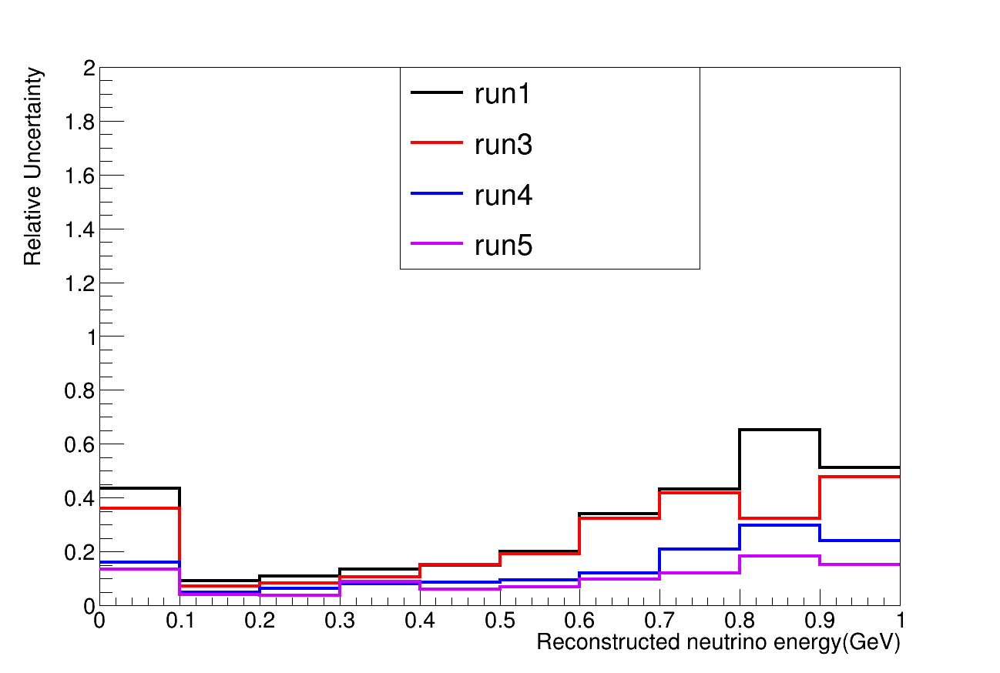 Relative Uncertainty
2
1.8
1.6
1.4
1.2
1
0.8
0.6
0.4
0.2
0
run1
run3
run4
run5
0 0.1 0.2 0.3 0.4 0.5 0.6 0.7 0.8 0.9 1
Reconstructed neutrino energy(GeV)